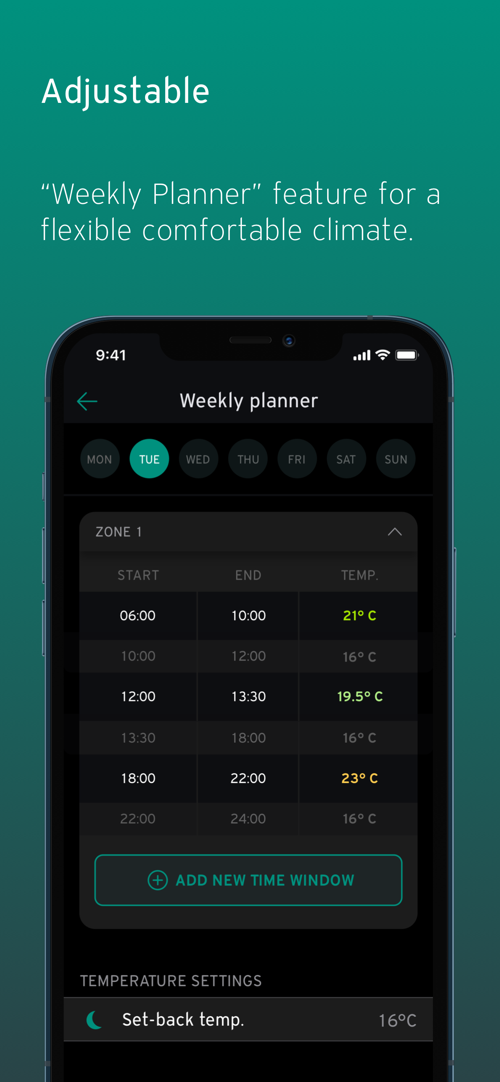 Adjustable
“Weekly Planner” feature for a
flexible comfortable climate.
9:41
Weekly planner
MON TUE WED THU FRI SAT SUN
ZONE 1
START END TEMP.
06:00 10:00 21° C
10:00 12:00 16° C
12:00 13:30 19.5° C
13:30 18:00 16° C
18:00 22:00 23° C
22:00 24:00 16° C
ADD NEW TIME WINDOW
TEMPERATURE SETTINGS
Set-back temp. 16°C